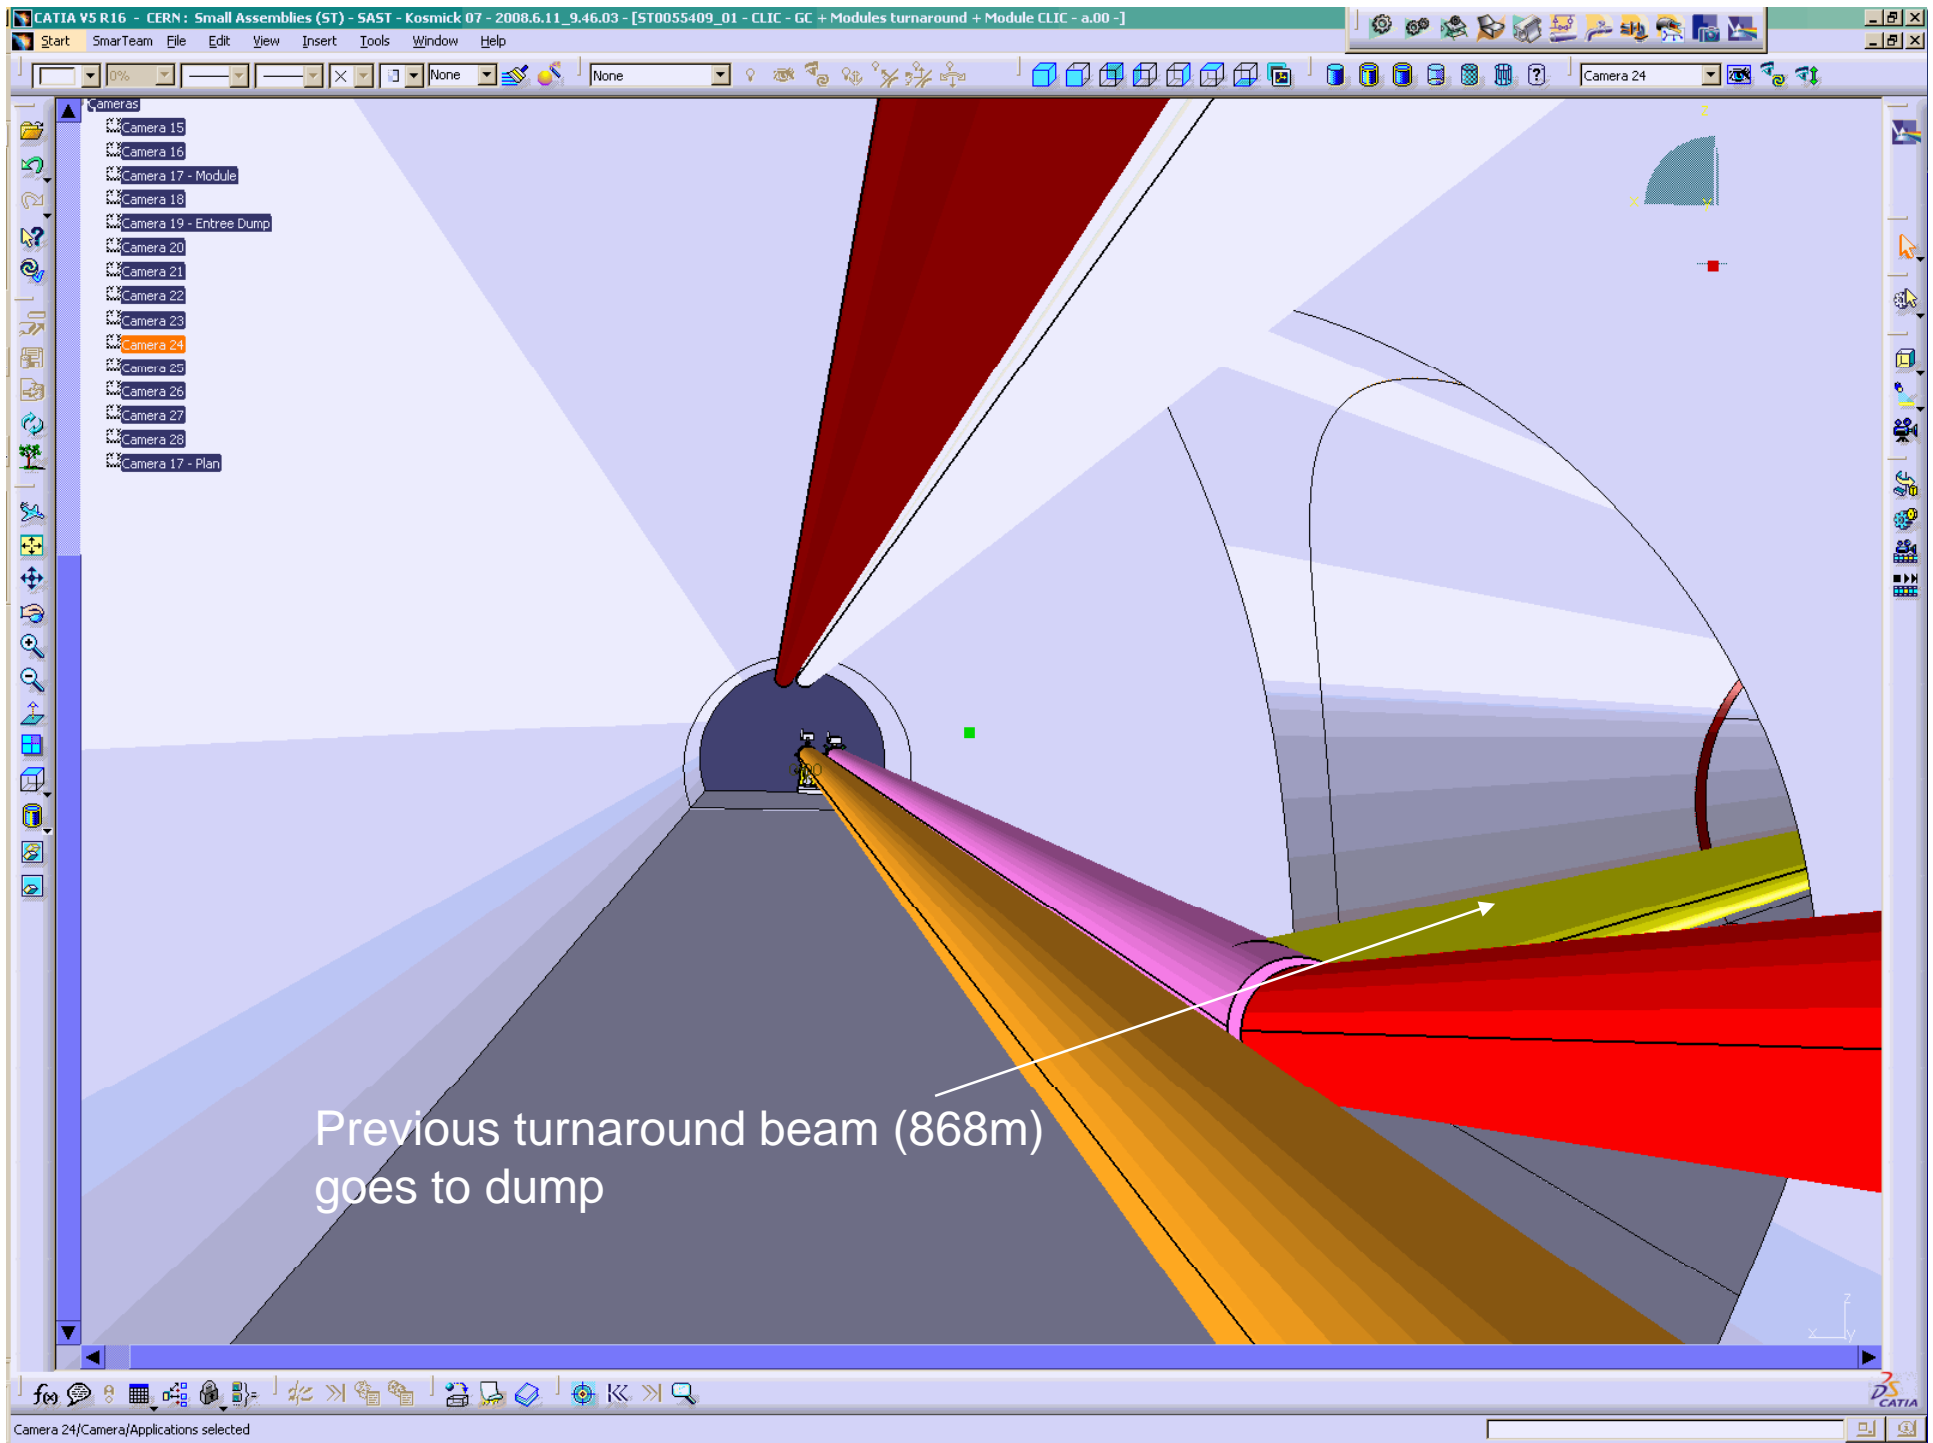 CATIA V5 R16 - CERN : Small Assemblies (ST) - SAST - Kosmick 07 - 2008.6.11_9.46.03 - [ST0055409_01 - CLIC - GC + Modules turnaround + Module CLIC - a.00 -]
Start SmarTeam File Edit View Insert Tools Window Help
0% None None Camera 24
Cameras
Camera 15
Camera 16
Camera 17 - Module
Camera 18
Camera 19 - Entree Dump
Camera 20
Camera 21
Camera 22
Camera 23
Camera 24
Camera 25
Camera 26
Camera 27
Camera 28
Camera 17 - Plan
z
x y
Previous turnaround beam (868m)
goes to dump
z
x y
f(x)
CATIA
Camera 24/Camera/Applications selected